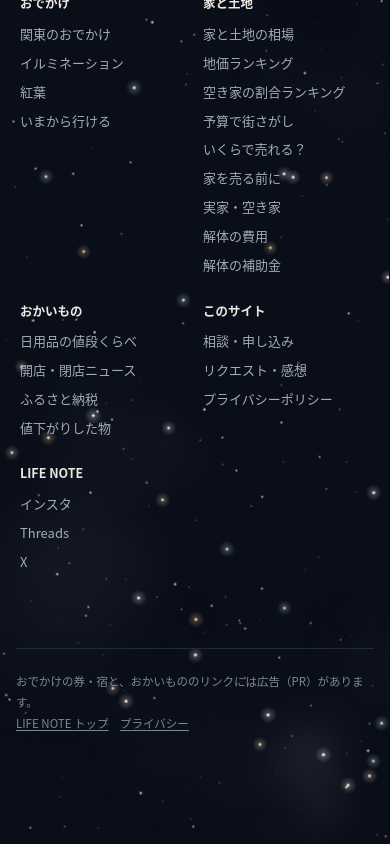 おでかけ
関東のおでかけ
イルミネーション
紅葉
いまから行ける
家と土地
家と土地の相場
地価ランキング
空き家の割合ランキング
予算で街さがし
いくらで売れる？
家を売る前に
実家・空き家
解体の費用
解体の補助金
おかいもの
日用品の値段くらべ
開店・閉店ニュース
ふるさと納税
値下がりした物
このサイト
相談・申し込み
リクエスト・感想
プライバシーポリシー
LIFE NOTE
インスタ
Threads
X
おでかけの券・宿と、おかいもののリンクには広告（PR）がありま
す。
LIFE NOTE トップ プライバシー